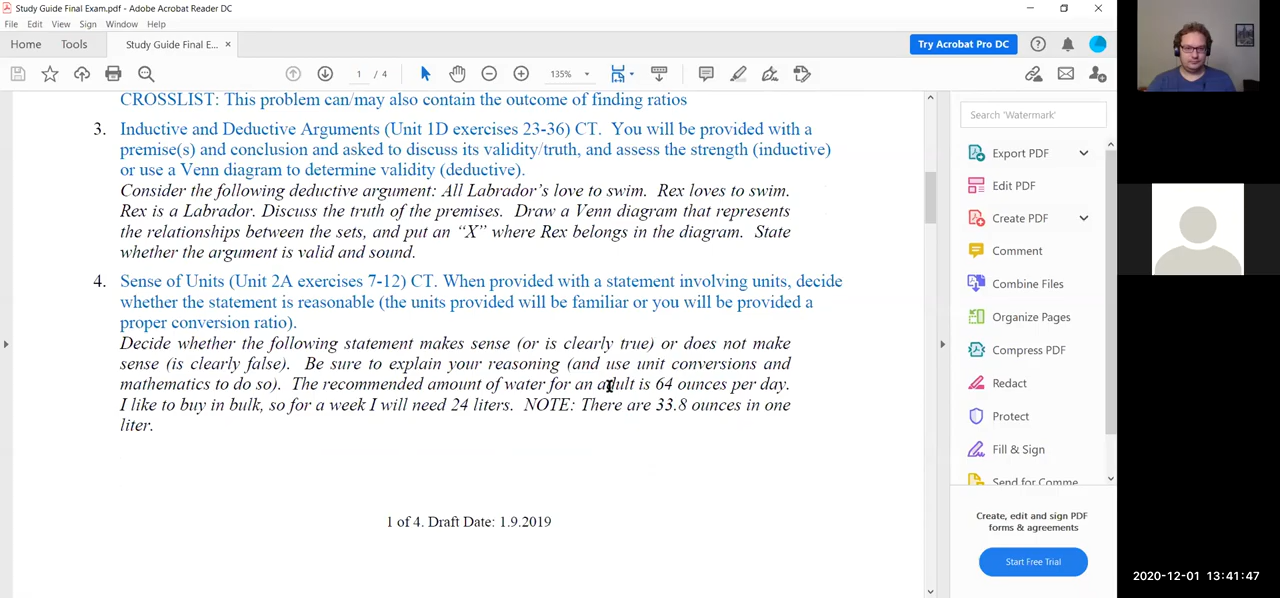 Study Guide Final Exam.pdf - Adobe Acrobat Reader DC
File Edit View Sign Window Help
Home Tools Study Guide Final E... ×
Try Acrobat Pro DC
1 / 4
135%
CROSSLIST: This problem can/may also contain the outcome of finding ratios
3. Inductive and Deductive Arguments (Unit 1D exercises 23-36) CT. You will be provided with a
premise(s) and conclusion and asked to discuss its validity/truth, and assess the strength (inductive)
or use a Venn diagram to determine validity (deductive).
Consider the following deductive argument: All Labrador's love to swim. Rex loves to swim.
Rex is a Labrador. Discuss the truth of the premises. Draw a Venn diagram that represents
the relationships between the sets, and put an "X" where Rex belongs in the diagram. State
whether the argument is valid and sound.
4. Sense of Units (Unit 2A exercises 7-12) CT. When provided with a statement involving units, decide
whether the statement is reasonable (the units provided will be familiar or you will be provided a
proper conversion ratio).
Decide whether the following statement makes sense (or is clearly true) or does not make
sense (is clearly false). Be sure to explain your reasoning (and use unit conversions and
mathematics to do so). The recommended amount of water for an adult is 64 ounces per day.
I like to buy in bulk, so for a week I will need 24 liters. NOTE: There are 33.8 ounces in one
liter.
1 of 4. Draft Date: 1.9.2019
Search 'Watermark'
Export PDF
Edit PDF
Create PDF
Comment
Combine Files
Organize Pages
Compress PDF
Redact
Protect
Fill & Sign
Send for Comme
Create, edit and sign PDF
forms & agreements
Start Free Trial
2020-12-01 13:41:47